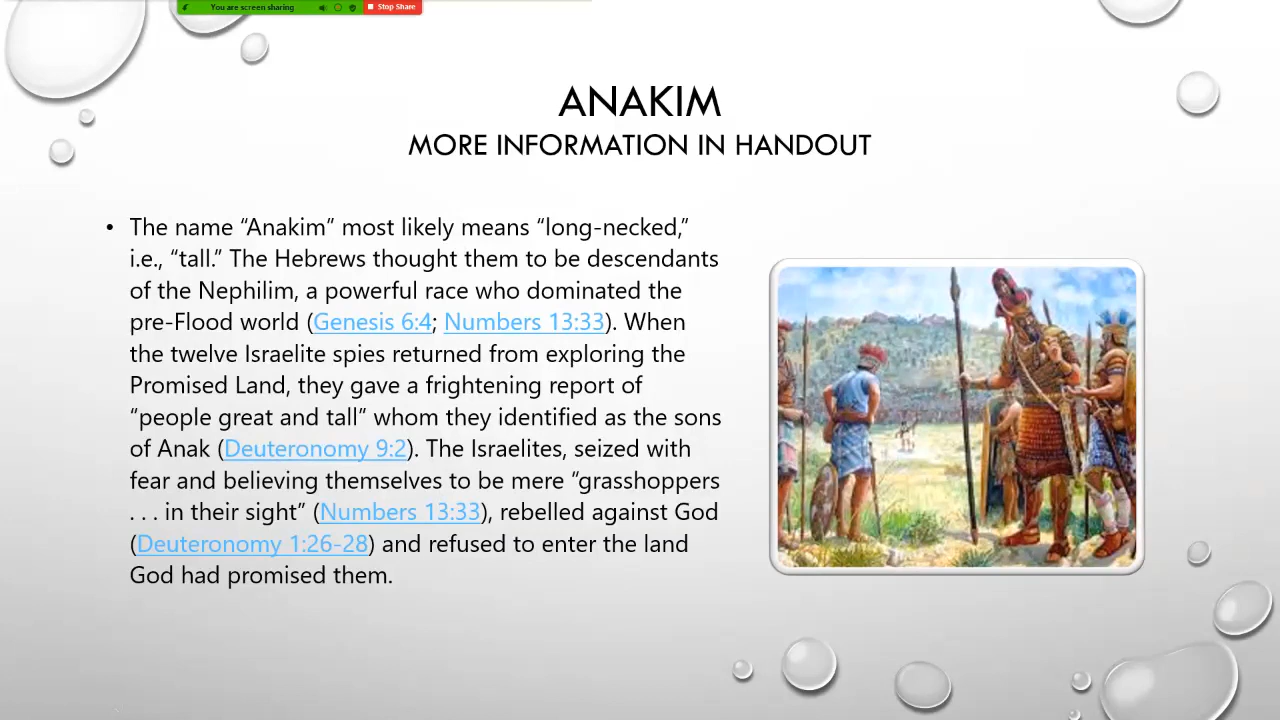 You are screen sharing
Stop Share
ANAKIM
MORE INFORMATION IN HANDOUT
• The name “Anakim” most likely means “long-necked,”
i.e., “tall.” The Hebrews thought them to be descendants
of the Nephilim, a powerful race who dominated the
pre-Flood world (Genesis 6:4; Numbers 13:33). When
the twelve Israelite spies returned from exploring the
Promised Land, they gave a frightening report of
“people great and tall” whom they identified as the sons
of Anak (Deuteronomy 9:2). The Israelites, seized with
fear and believing themselves to be mere “grasshoppers
. . . in their sight” (Numbers 13:33), rebelled against God
(Deuteronomy 1:26-28) and refused to enter the land
God had promised them.